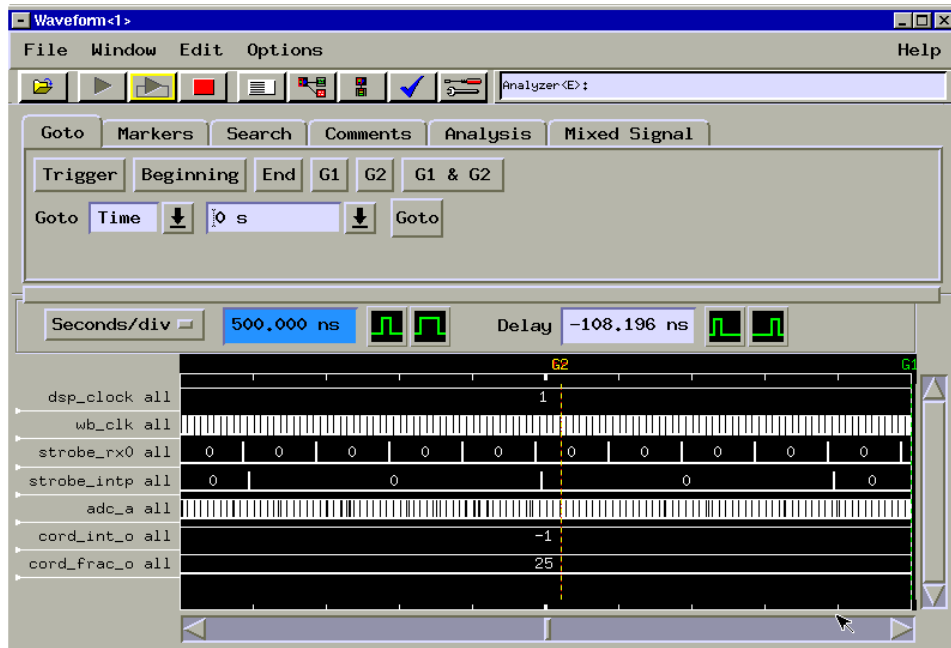 Waveform<1>
File Window Edit Options Help
Analyzer<E>:
Goto Markers Search Comments Analysis Mixed Signal
Trigger Beginning End G1 G2 G1 & G2
Goto Time 0 s Goto
Seconds/div 500.000 ns Delay -108.196 ns
G2 G1
dsp_clock all 1
wb_clk all
strobe_rx0 all 0 0 0 0 0 0 0 0 0 0
strobe_intp all 0 0 0 0
adc_a all
cord_int_o all -1
cord_frac_o all 25